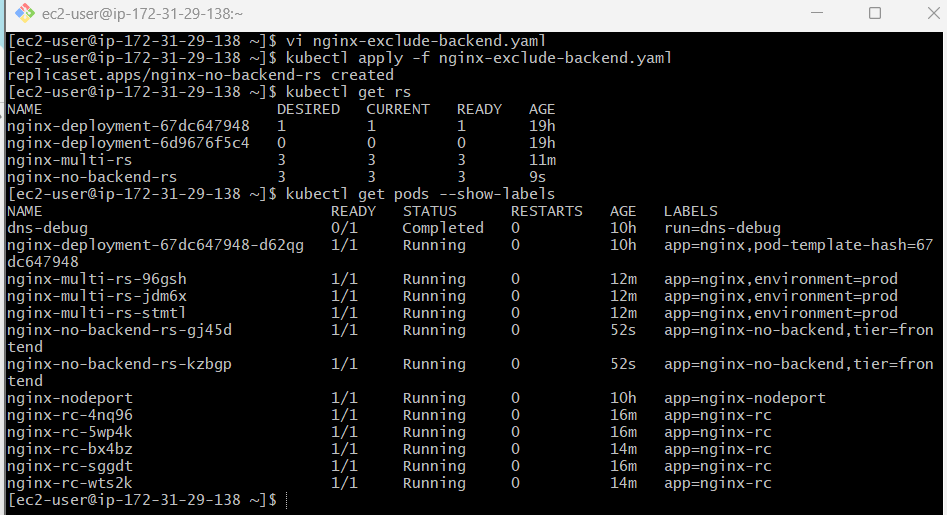 ec2-user@ip-172-31-29-138:~
[ec2-user@ip-172-31-29-138 ~]$ vi nginx-exclude-backend.yaml
[ec2-user@ip-172-31-29-138 ~]$ kubectl apply -f nginx-exclude-backend.yaml
replicaset.apps/nginx-no-backend-rs created
[ec2-user@ip-172-31-29-138 ~]$ kubectl get rs
NAME                          DESIRED   CURRENT   READY   AGE
nginx-deployment-67dc647948   1         1         1       19h
nginx-deployment-6d9676f5c4   0         0         0       19h
nginx-multi-rs                3         3         3       11m
nginx-no-backend-rs           3         3         3       9s
[ec2-user@ip-172-31-29-138 ~]$ kubectl get pods --show-labels
NAME                                READY   STATUS      RESTARTS   AGE   LABELS
dns-debug                           0/1     Completed   0          10h   run=dns-debug
nginx-deployment-67dc647948-d62qg   1/1     Running     0          10h   app=nginx,pod-template-hash=67
dc647948
nginx-multi-rs-96gsh                1/1     Running     0          12m   app=nginx,environment=prod
nginx-multi-rs-jdm6x                1/1     Running     0          12m   app=nginx,environment=prod
nginx-multi-rs-stmtl                1/1     Running     0          12m   app=nginx,environment=prod
nginx-no-backend-rs-gj45d           1/1     Running     0          52s   app=nginx-no-backend,tier=fron
tend
nginx-no-backend-rs-kzbgp           1/1     Running     0          52s   app=nginx-no-backend,tier=fron
tend
nginx-nodeport                      1/1     Running     0          10h   app=nginx-nodeport
nginx-rc-4nq96                      1/1     Running     0          16m   app=nginx-rc
nginx-rc-5wp4k                      1/1     Running     0          16m   app=nginx-rc
nginx-rc-bx4bz                      1/1     Running     0          14m   app=nginx-rc
nginx-rc-sggdt                      1/1     Running     0          16m   app=nginx-rc
nginx-rc-wts2k                      1/1     Running     0          14m   app=nginx-rc
[ec2-user@ip-172-31-29-138 ~]$